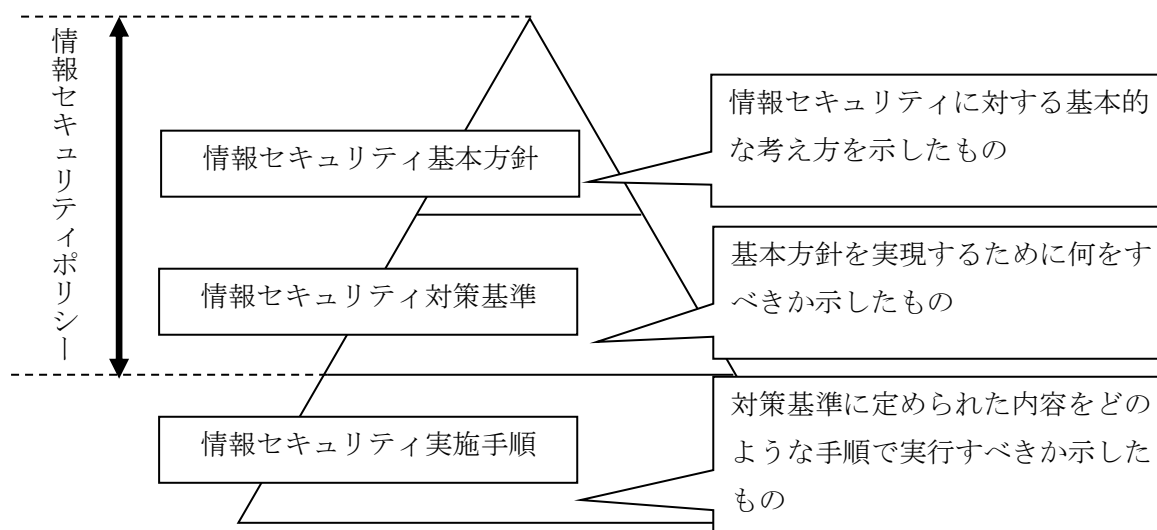 情報セキュリティポリシー
情報セキュリティ基本方針
情報セキュリティに対する基本的
な考え方を示したもの
情報セキュリティ対策基準
基本方針を実現するために何をす
べきか示したもの
情報セキュリティ実施手順
対策基準に定められた内容をどの
ような手順で実行すべきか示した
もの